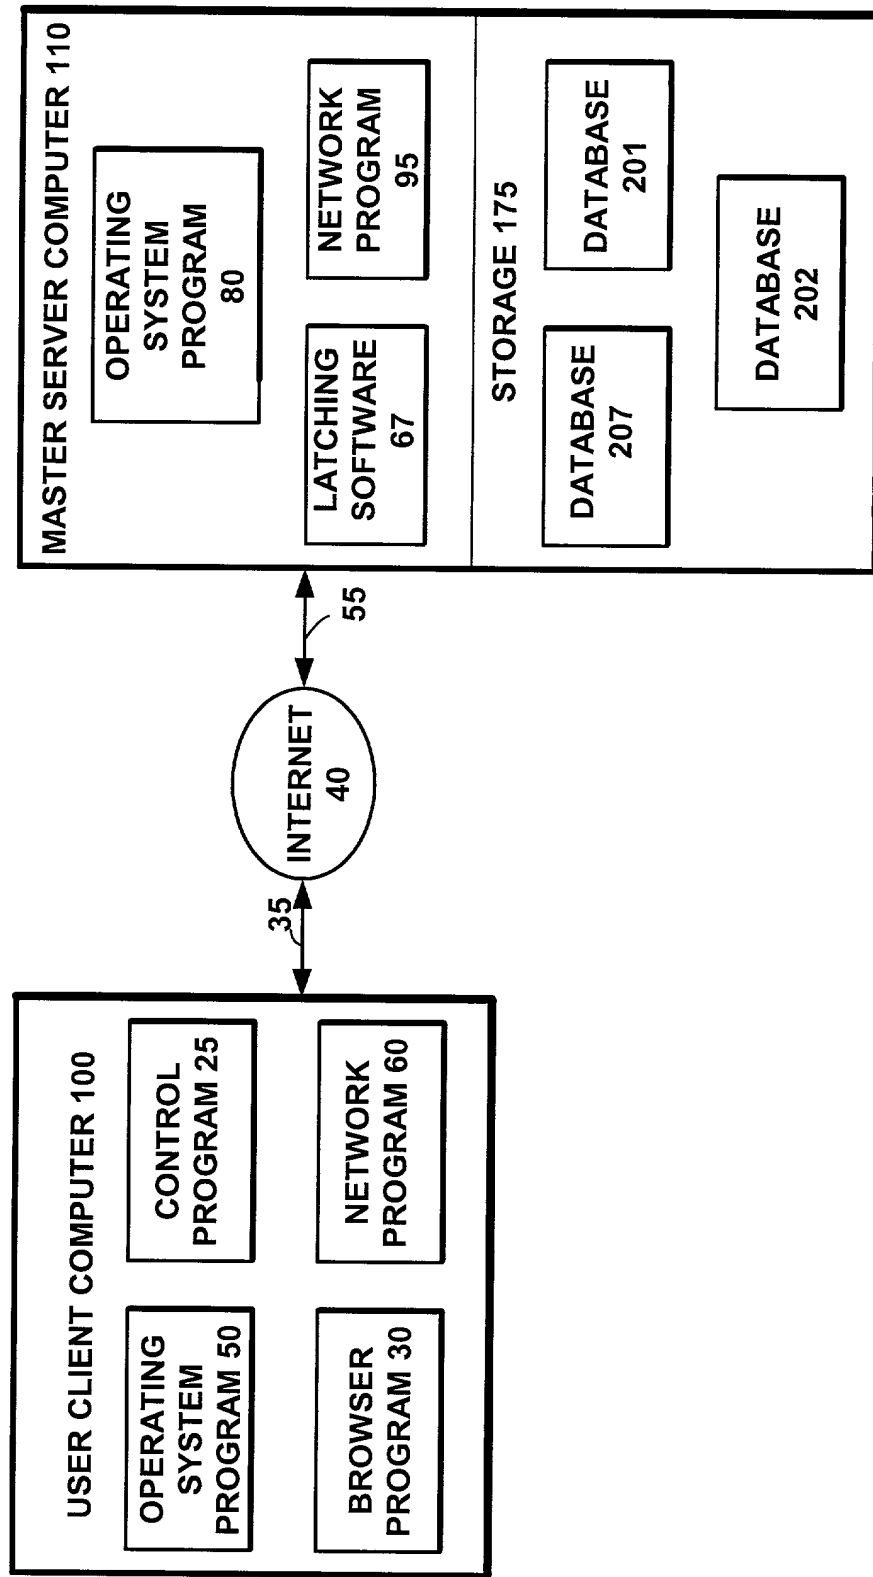 USER CLIENT COMPUTER 100
OPERATING
SYSTEM
PROGRAM 50
CONTROL
PROGRAM 25
BROWSER
PROGRAM 30
NETWORK
PROGRAM 60
35
INTERNET
40
55
MASTER SERVER COMPUTER 110
OPERATING
SYSTEM
PROGRAM
80
LATCHING
SOFTWARE
67
NETWORK
PROGRAM
95
STORAGE 175
DATABASE
207
DATABASE
201
DATABASE
202